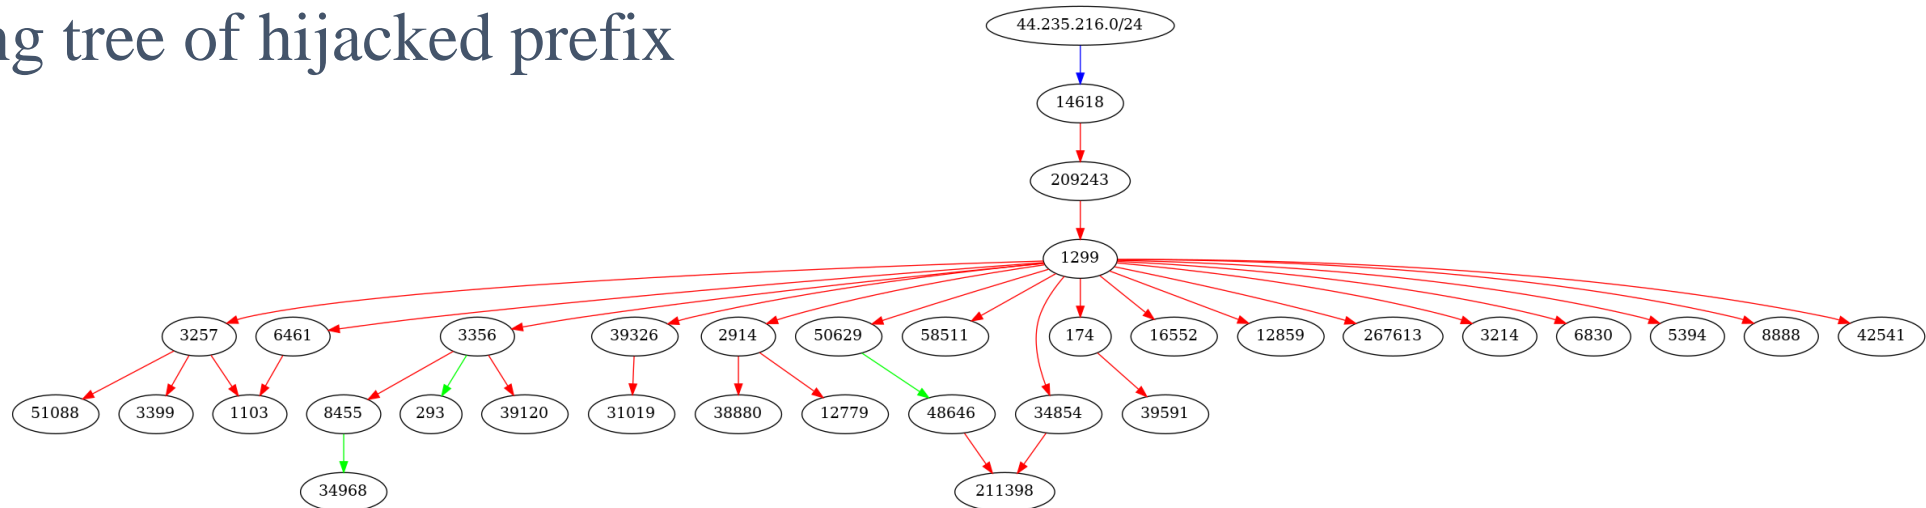 ng tree of hijacked prefix
44.235.216.0/24
14618
209243
1299
3257 6461 3356 39326 2914 50629 58511 174 16552 12859 267613 3214 6830 5394 8888 42541
51088 3399 1103 8455 293 39120 31019 38880 12779 48646 34854 39591
34968 211398